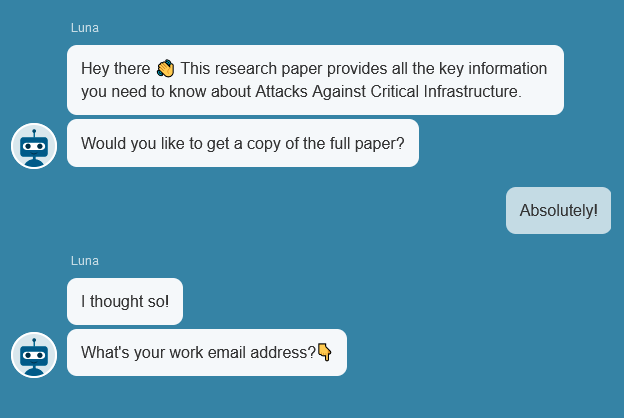 Luna
Hey there 👋 This research paper provides all the key information
you need to know about Attacks Against Critical Infrastructure.
Would you like to get a copy of the full paper?
Absolutely!
Luna
I thought so!
What's your work email address?👇